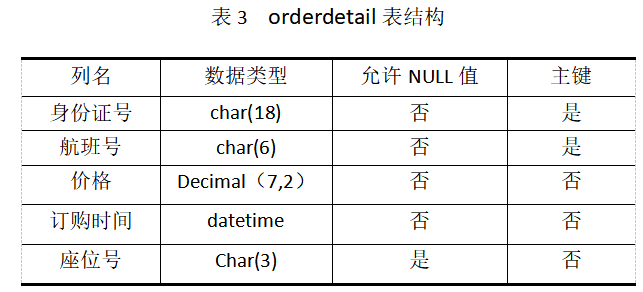 表 3 orderdetail 表结构
列名 数据类型 允许 NULL 值 主键
身份证号 char(18) 否 是
航班号 char(6) 否 是
价格 Decimal（7,2） 否 否
订购时间 datetime 否 否
座位号 Char(3) 是 否